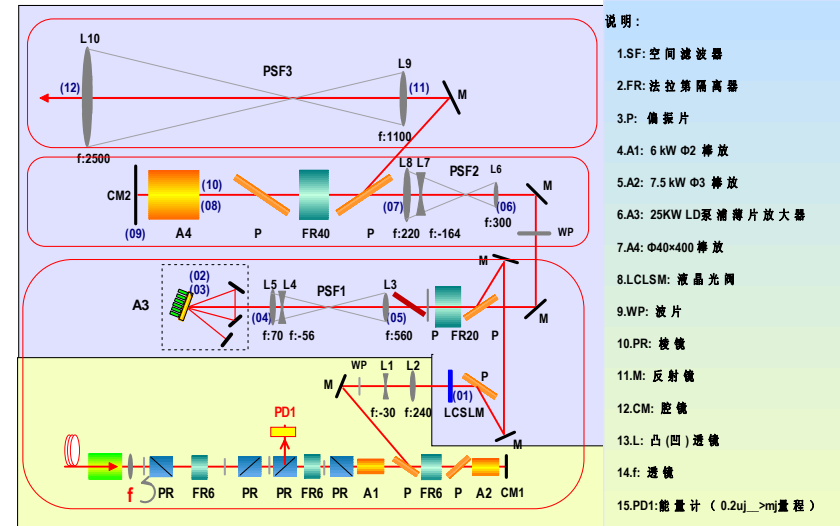 L10
PSF3
L9
(12)
(11)
M
f:1100
f:2500
L8 L7
PSF2
L6
M
CM2
(10)
(08)
(07)
(06)
f:300
(09)
A4
P
FR40
P
f:220 f:-164
WP
M
(02)
(03)
L5 L4
PSF1
L3
A3
(04)
(05)
M
f:70 f:-56
f:560
P FR20 P
WP
L1
L2
M
P
(01)
LCSLM
f:-30
f:240
PD1
M
f
PR
FR6
PR
PR
FR6
PR
A1
P
FR6
P
A2
CM1
说明:
1.SF:空间滤波器
2.FR:法拉第隔离器
3.P: 偏振片
4.A1: 6 kW Φ2 棒放
5.A2: 7.5 kW Φ3 棒放
6.A3: 25KW LD泵浦薄片放大器
7.A4: Φ40×400 棒放
8.LCLSM: 液晶光阀
9.WP: 波片
10.PR: 棱镜
11.M: 反射镜
12.CM: 腔镜
13.L: 凸(凹)透镜
14.f: 透镜
15.PD1:能量计 ( 0.2uj__>mj量程 )